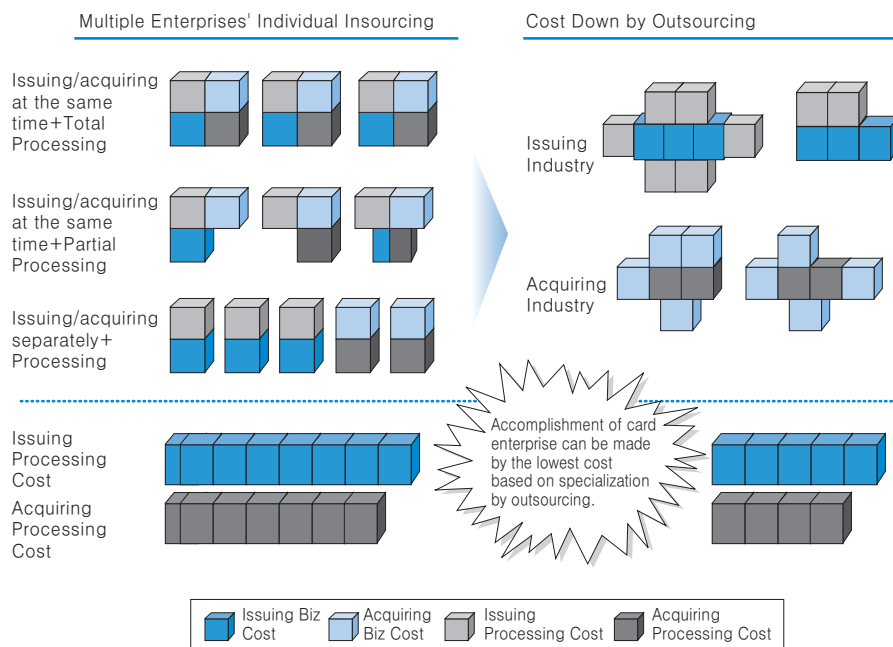 Multiple Enterprises' Individual Insourcing
Cost Down by Outsourcing
Issuing/acquiring
at the same
time+Total
Processing
Issuing/acquiring
at the same
time+Partial
Processing
Issuing/acquiring
separately+
Processing
Issuing
Industry
Acquiring
Industry
Issuing
Processing
Cost
Acquiring
Processing
Cost
Accomplishment of card
enterprise can be made
by the lowest cost
based on specialization
by outsourcing.
Issuing Biz
Cost
Acquiring
Biz Cost
Issuing
Processing Cost
Acquiring
Processing Cost